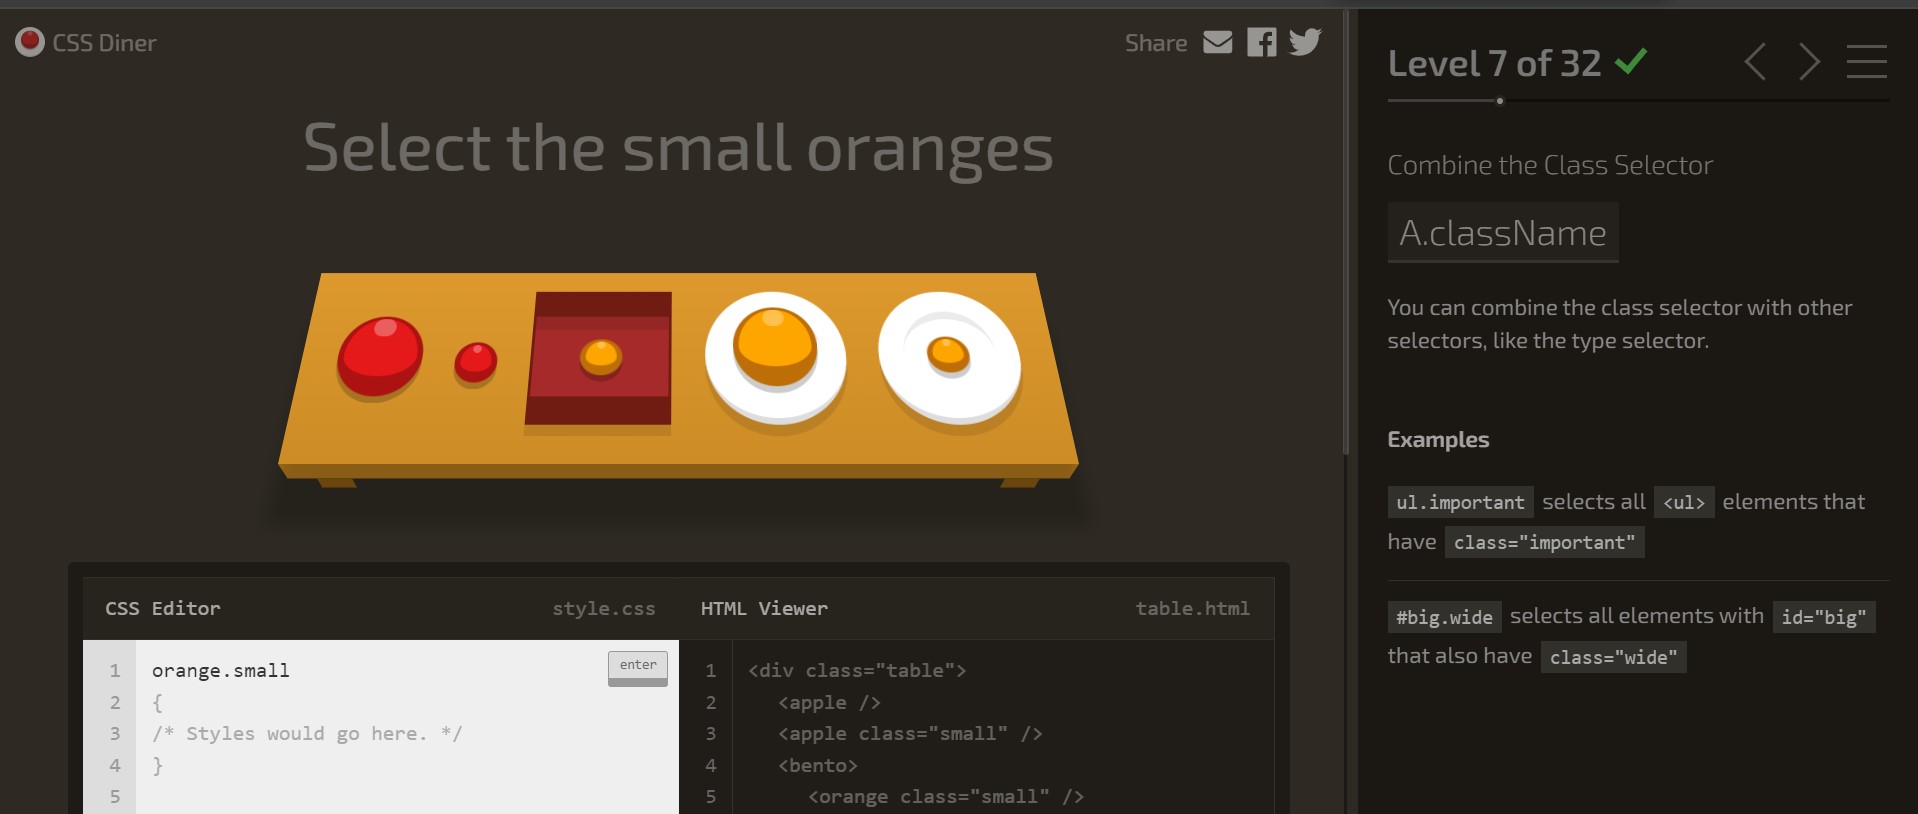 CSS Diner
Share
Select the small oranges
CSS Editor
style.css
1 orange.small
enter
2 {
3 /* Styles would go here. */
4 }
5
HTML Viewer
table.html
1 <div class="table">
2 <apple />
3 <apple class="small" />
4 <bento>
5 <orange class="small" />
Level 7 of 32
Combine the Class Selector
A.className
You can combine the class selector with other
selectors, like the type selector.
Examples
ul.important selects all <ul> elements that
have class="important"
#big.wide selects all elements with id="big"
that also have class="wide"